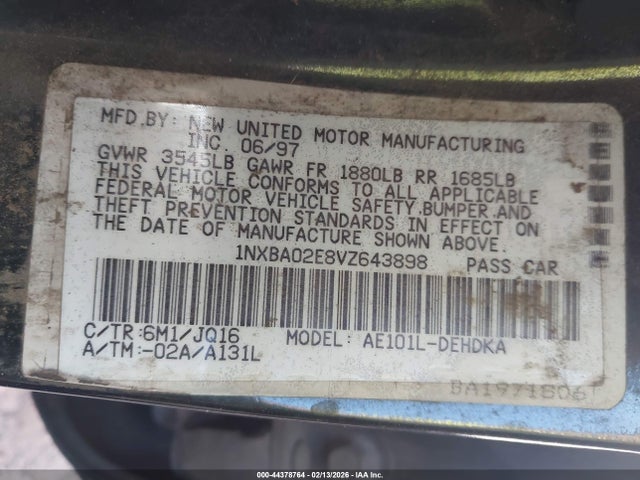 MFD.BY: NEW UNITED MOTOR MANUFACTURING
INC. 06/97
GVWR 3545LB GAWR FR 1880LB RR 1685LB
THIS VEHICLE CONFORMS TO ALL APPLICABLE
FEDERAL MOTOR VEHICLE SAFETY,BUMPER,AND
THEFT PREVENTION STANDARDS IN EFFECT ON
THE DATE OF MANUFACTURE SHOWN ABOVE.
1NXBA02E8VZ643898 PASS CAR
C/TR:6M1/JQ16 MODEL: AE101L-DEHDKA
A/TM:-02A/A131L
BA1971506
000-44378764 | 02/13/2026 | IAA Inc.